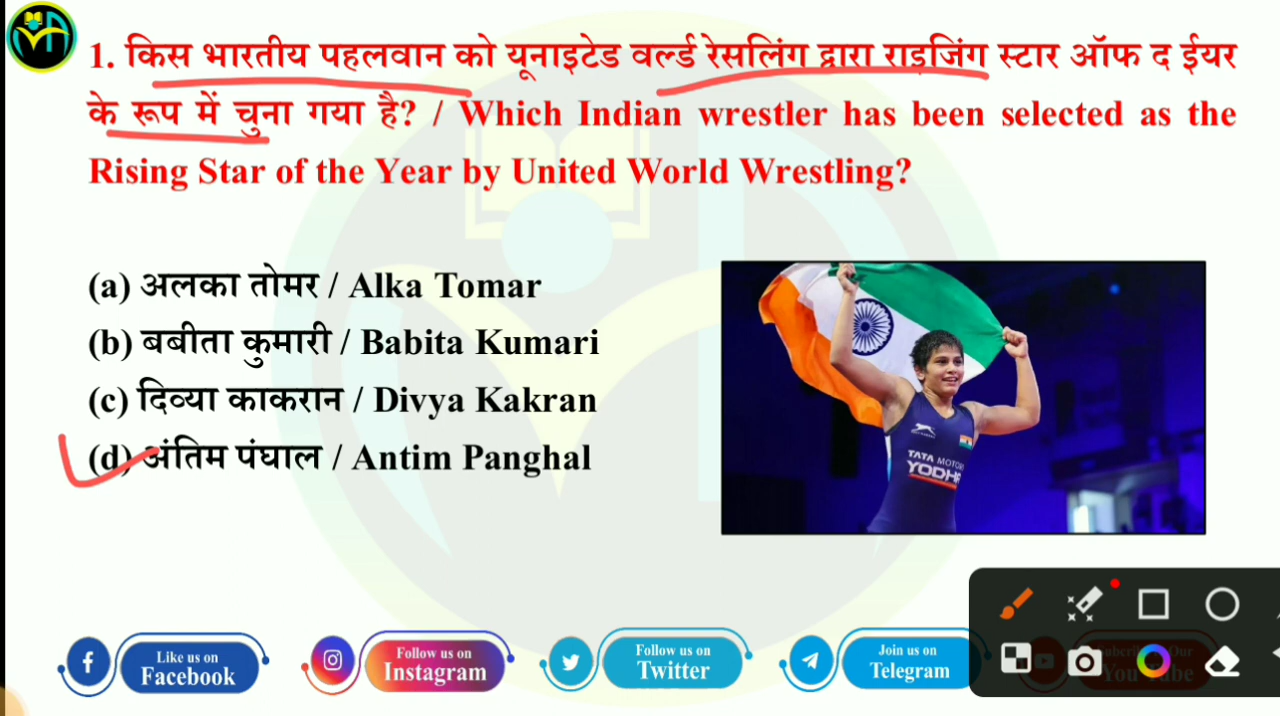 1. किस भारतीय पहलवान को यूनाइटेड वर्ल्ड रेसलिंग द्वारा राइजिंग स्टार ऑफ द ईयर
के रूप में चुना गया है? / Which Indian wrestler has been selected as the
Rising Star of the Year by United World Wrestling?
(a) अलका तोमर / Alka Tomar
(b) बबीता कुमारी / Babita Kumari
(c) दिव्या काकरान / Divya Kakran
(d) अंतिम पंघाल / Antim Panghal
TATA MOTORS
YODHA
Like us on
Facebook
Follow us on
Instagram
Follow us on
Twitter
Join us on
Telegram